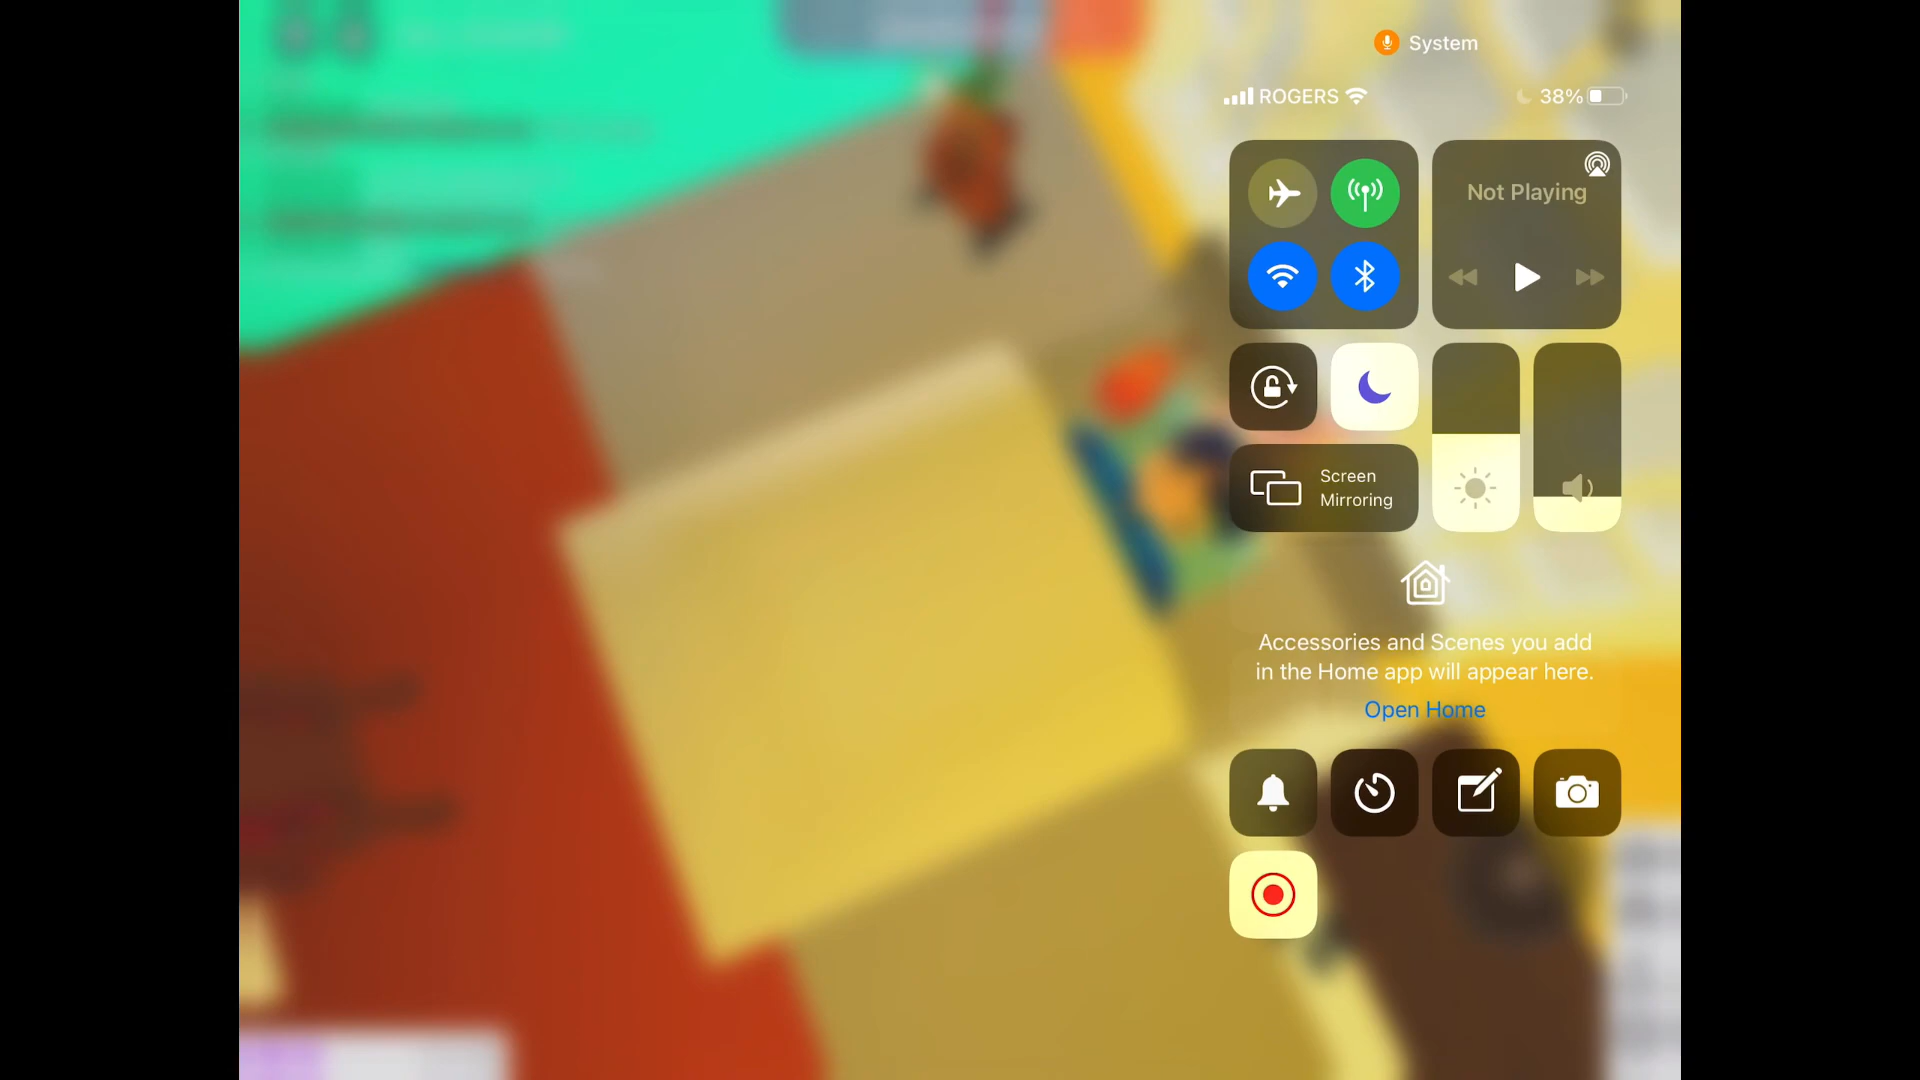 System
ROGERS 38%
Not Playing
Screen
Mirroring
Accessories and Scenes you add
in the Home app will appear here.
Open Home